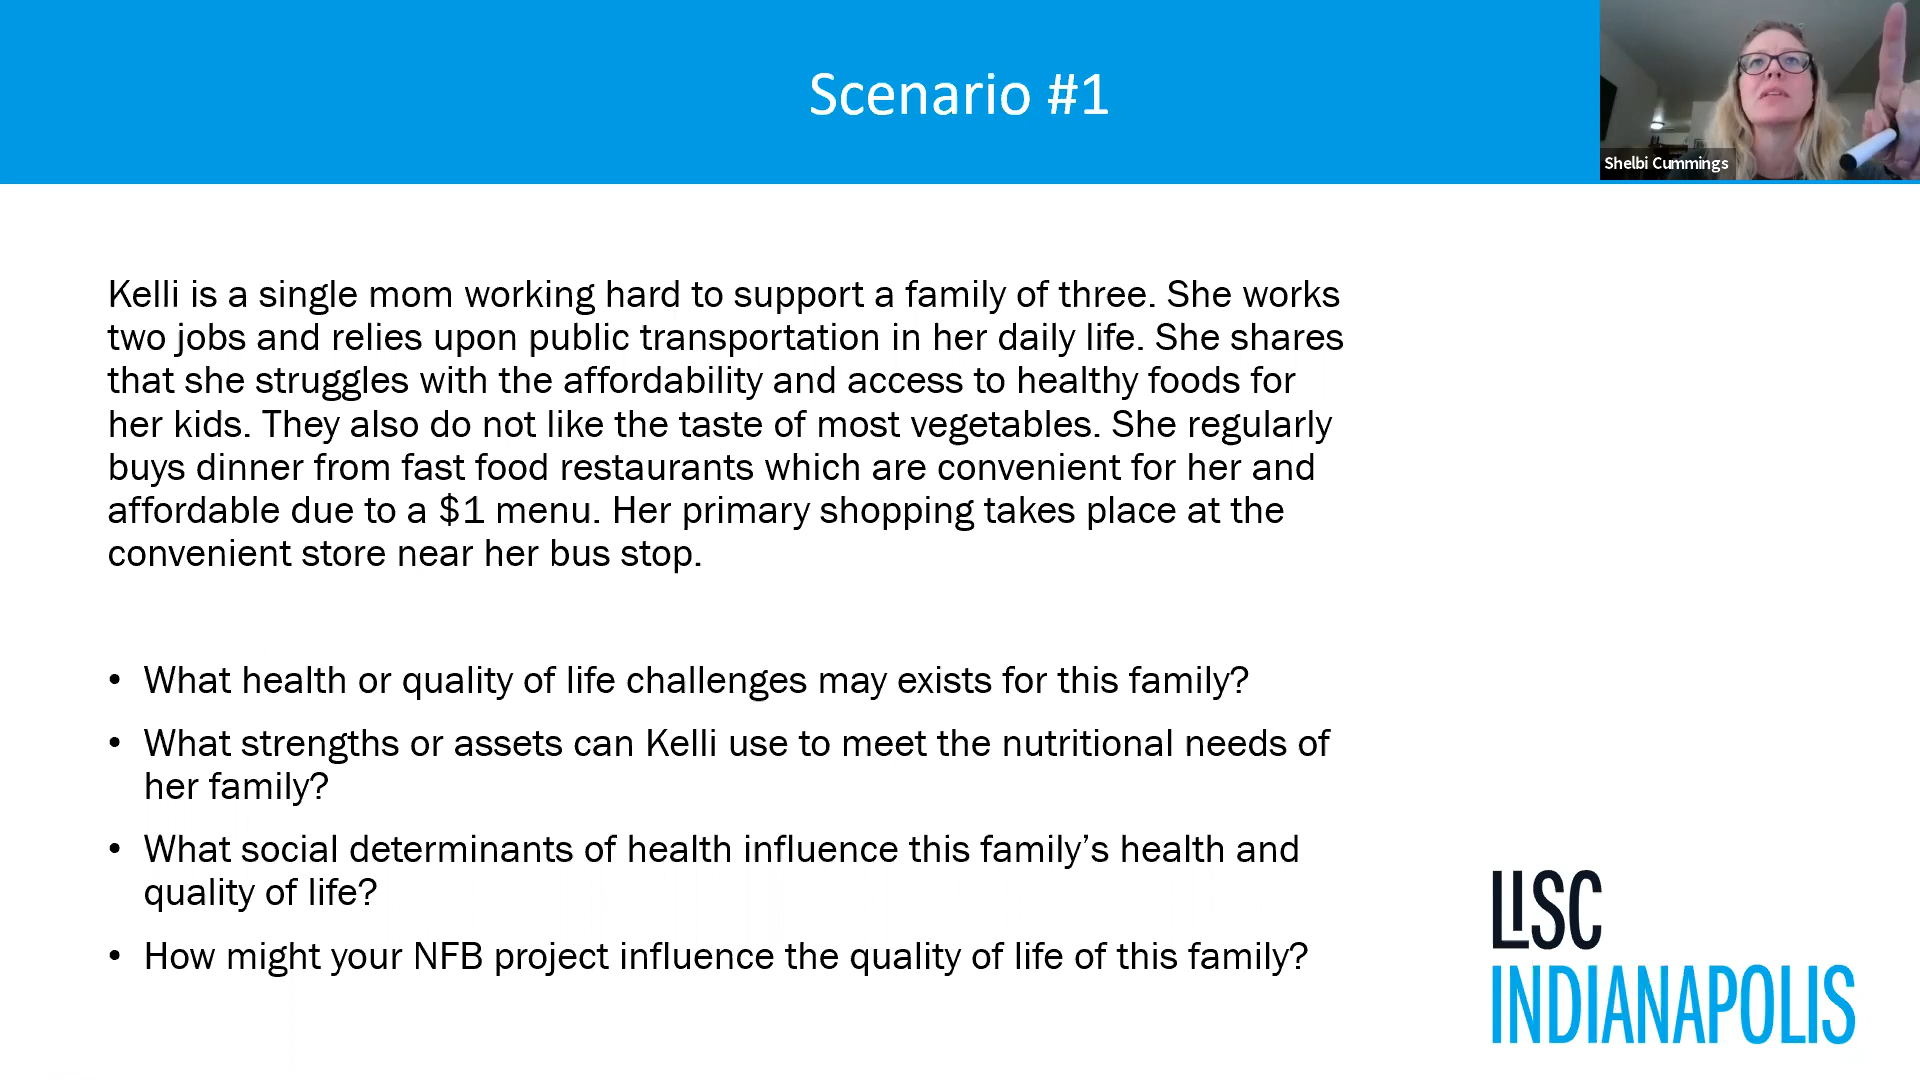 Scenario #1
Shelbi Cummings
Kelli is a single mom working hard to support a family of three. She works
two jobs and relies upon public transportation in her daily life. She shares
that she struggles with the affordability and access to healthy foods for
her kids. They also do not like the taste of most vegetables. She regularly
buys dinner from fast food restaurants which are convenient for her and
affordable due to a $1 menu. Her primary shopping takes place at the
convenient store near her bus stop.
• What health or quality of life challenges may exists for this family?
• What strengths or assets can Kelli use to meet the nutritional needs of
her family?
• What social determinants of health influence this family’s health and
quality of life?
• How might your NFB project influence the quality of life of this family?
LISC
INDIANAPOLIS